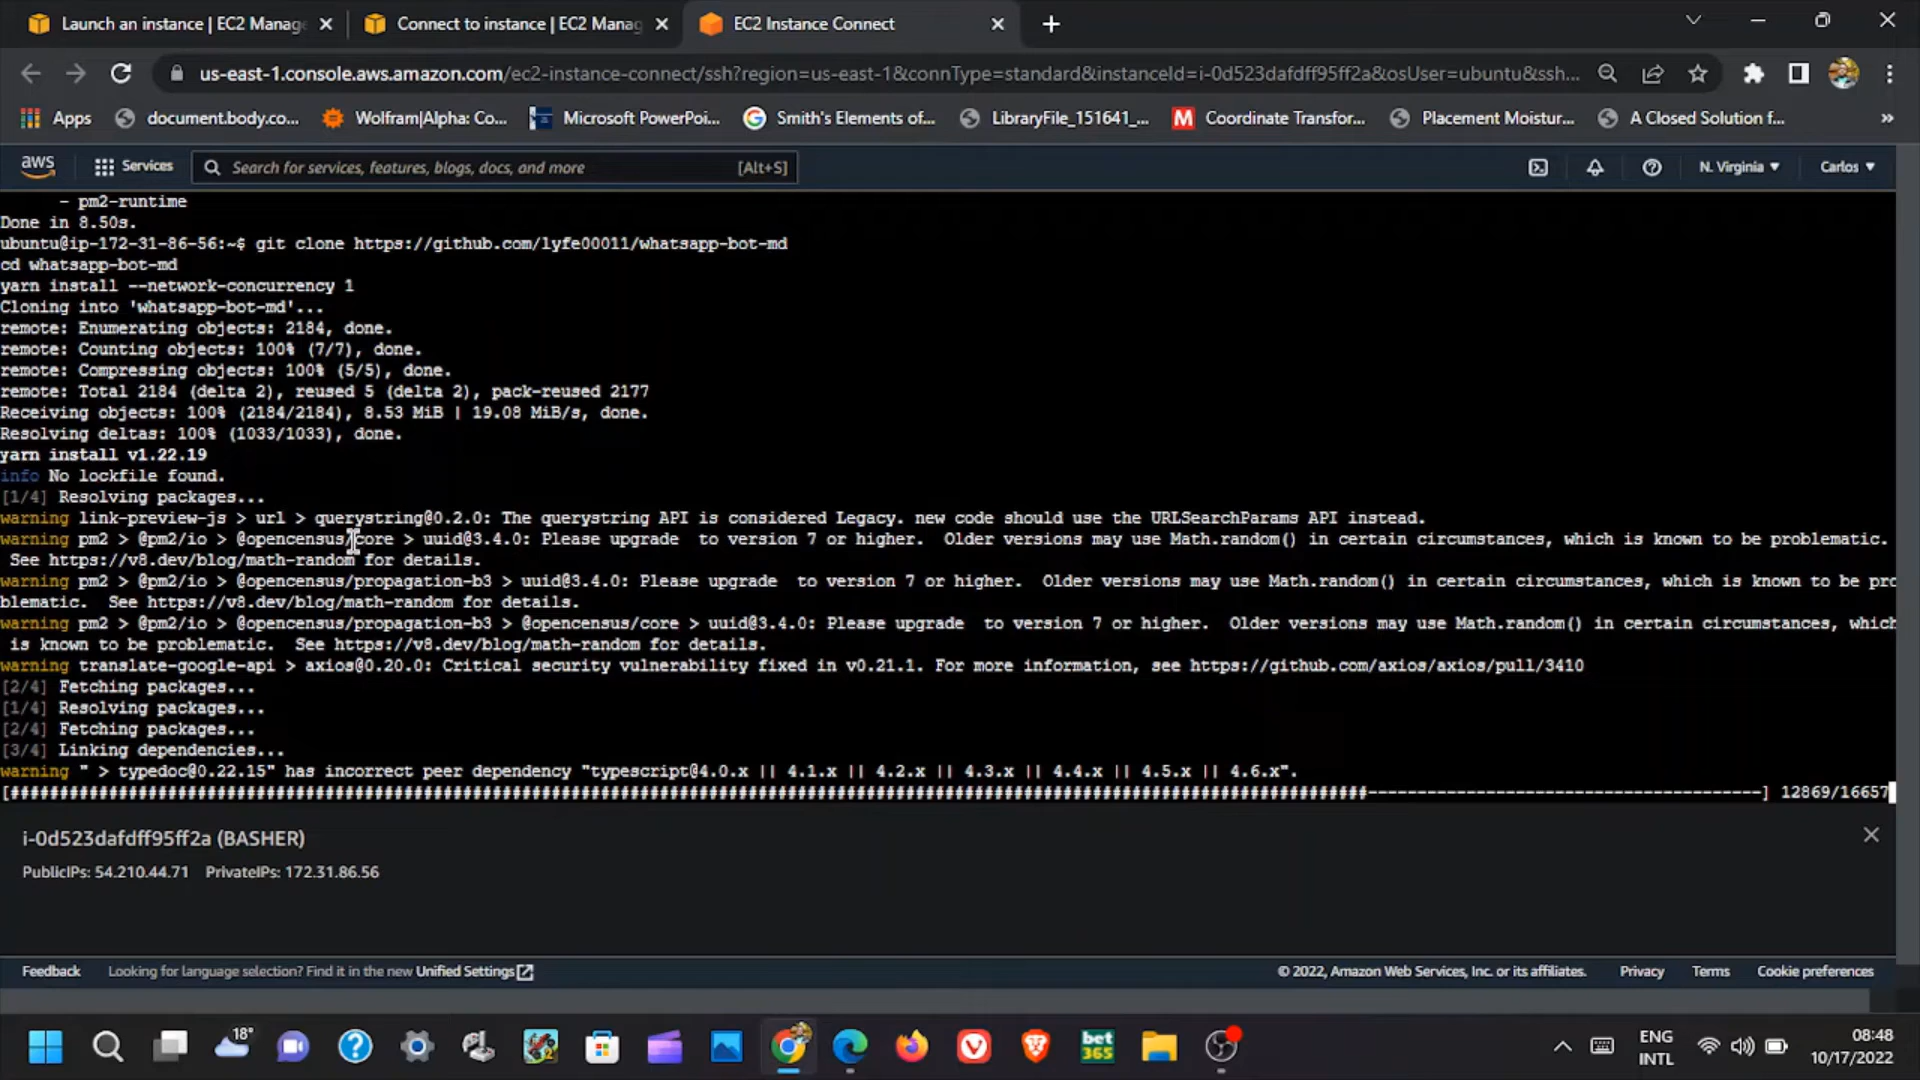 Launch an instance | EC2 Manage
Connect to instance | EC2 Manag
EC2 Instance Connect
us-east-1.console.aws.amazon.com/ec2-instance-connect/ssh?region=us-east-1&connType=standard&instanceId=i-0d523dafdff95ff2a&osUser=ubuntu&ssh...
Apps
document.body.co...
Wolfram|Alpha: Co...
Microsoft PowerPoi...
Smith's Elements of...
LibraryFile_151641_...
Coordinate Transfor...
Placement Moistur...
A Closed Solution f...
»
aws
Services
Search for services, features, blogs, docs, and more
[Alt+S]
N. Virginia
Carlos
- pm2-runtime
Done in 8.50s.
ubuntu@ip-172-31-86-56:~$ git clone https://github.com/lyfe00011/whatsapp-bot-md
cd whatsapp-bot-md
yarn install --network-concurrency 1
Cloning into 'whatsapp-bot-md'...
remote: Enumerating objects: 2184, done.
remote: Counting objects: 100% (7/7), done.
remote: Compressing objects: 100% (5/5), done.
remote: Total 2184 (delta 2), reused 5 (delta 2), pack-reused 2177
Receiving objects: 100% (2184/2184), 8.53 MiB | 19.08 MiB/s, done.
Resolving deltas: 100% (1033/1033), done.
yarn install v1.22.19
info No lockfile found.
[1/4] Resolving packages...
warning link-preview-js > url > querystring@0.2.0: The querystring API is considered Legacy. new code should use the URLSearchParams API instead.
warning pm2 > @pm2/io > @opencensus/core > uuid@3.4.0: Please upgrade  to version 7 or higher.  Older versions may use Math.random() in certain circumstances, which is known to be problematic.
See https://v8.dev/blog/math-random for details.
warning pm2 > @pm2/io > @opencensus/propagation-b3 > uuid@3.4.0: Please upgrade  to version 7 or higher.  Older versions may use Math.random() in certain circumstances, which is known to be pro
blematic.  See https://v8.dev/blog/math-random for details.
warning pm2 > @pm2/io > @opencensus/propagation-b3 > @opencensus/core > uuid@3.4.0: Please upgrade  to version 7 or higher.  Older versions may use Math.random() in certain circumstances, which
is known to be problematic.  See https://v8.dev/blog/math-random for details.
warning translate-google-api > axios@0.20.0: Critical security vulnerability fixed in v0.21.1. For more information, see https://github.com/axios/axios/pull/3410
[2/4] Fetching packages...
[1/4] Resolving packages...
[2/4] Fetching packages...
[3/4] Linking dependencies...
warning " > typedoc@0.22.15" has incorrect peer dependency "typescript@4.0.x || 4.1.x || 4.2.x || 4.3.x || 4.4.x || 4.5.x || 4.6.x".
[##########################################################################################################################################----------------------------------------] 12869/16657
i-0d523dafdff95ff2a (BASHER)
PublicIPs: 54.210.44.71 PrivateIPs: 172.31.86.56
Feedback
Looking for language selection? Find it in the new Unified Settings
© 2022, Amazon Web Services, Inc. or its affiliates.
Privacy
Terms
Cookie preferences
18°
bet365
ENG
INTL
08:48
10/17/2022